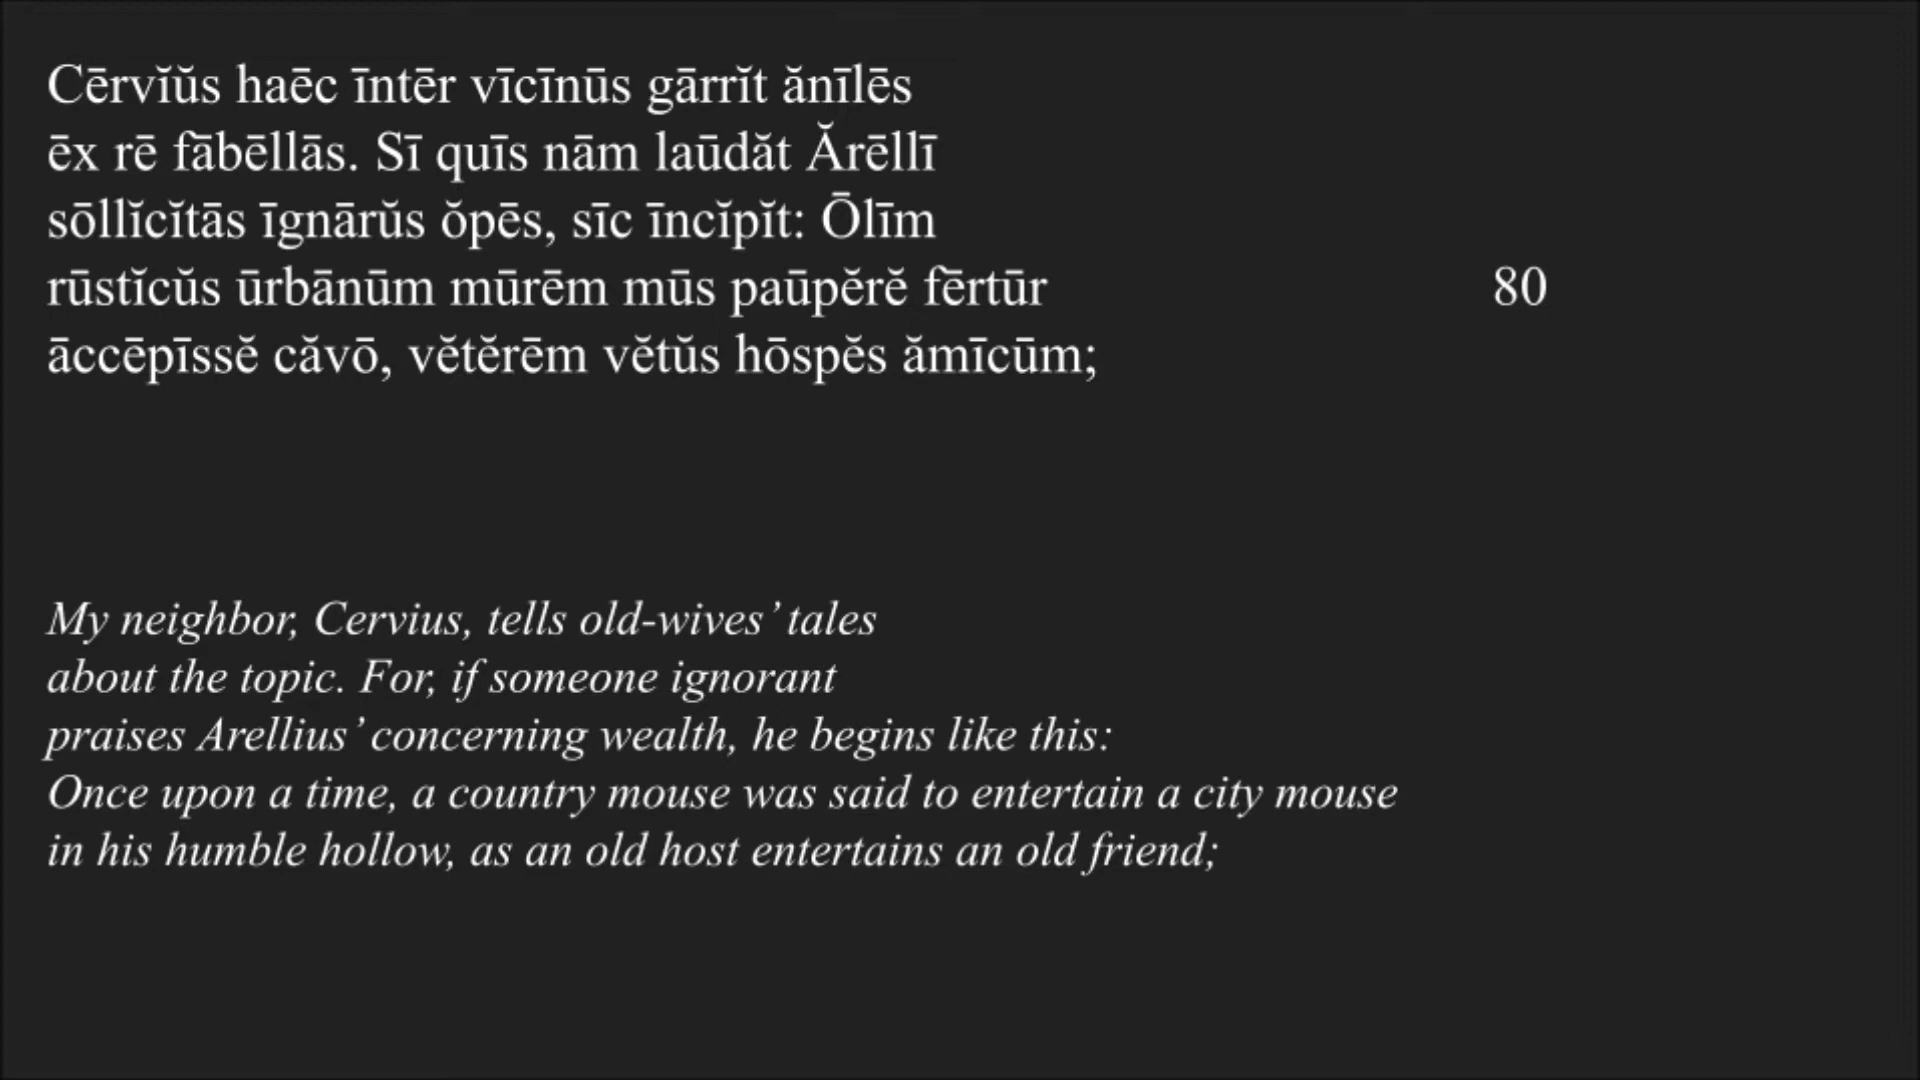 Cērvĭŭs haēc īntēr vīcīnūs gārrĭt ănīlēs
ēx rē fābēllās. Sī quīs nām laūdăt Ărēllī
sōllĭcĭtās īgnārŭs ŏpēs, sīc īncĭpĭt: Ōlīm
rūstĭcŭs ūrbānūm mūrēm mūs paūpĕrĕ fērtūr 80
āccēpīssĕ căvō, vĕtĕrēm vĕtŭs hōspĕs ămīcūm;
My neighbor, Cervius, tells old-wives’ tales
about the topic. For, if someone ignorant
praises Arellius’ concerning wealth, he begins like this:
Once upon a time, a country mouse was said to entertain a city mouse
in his humble hollow, as an old host entertains an old friend;